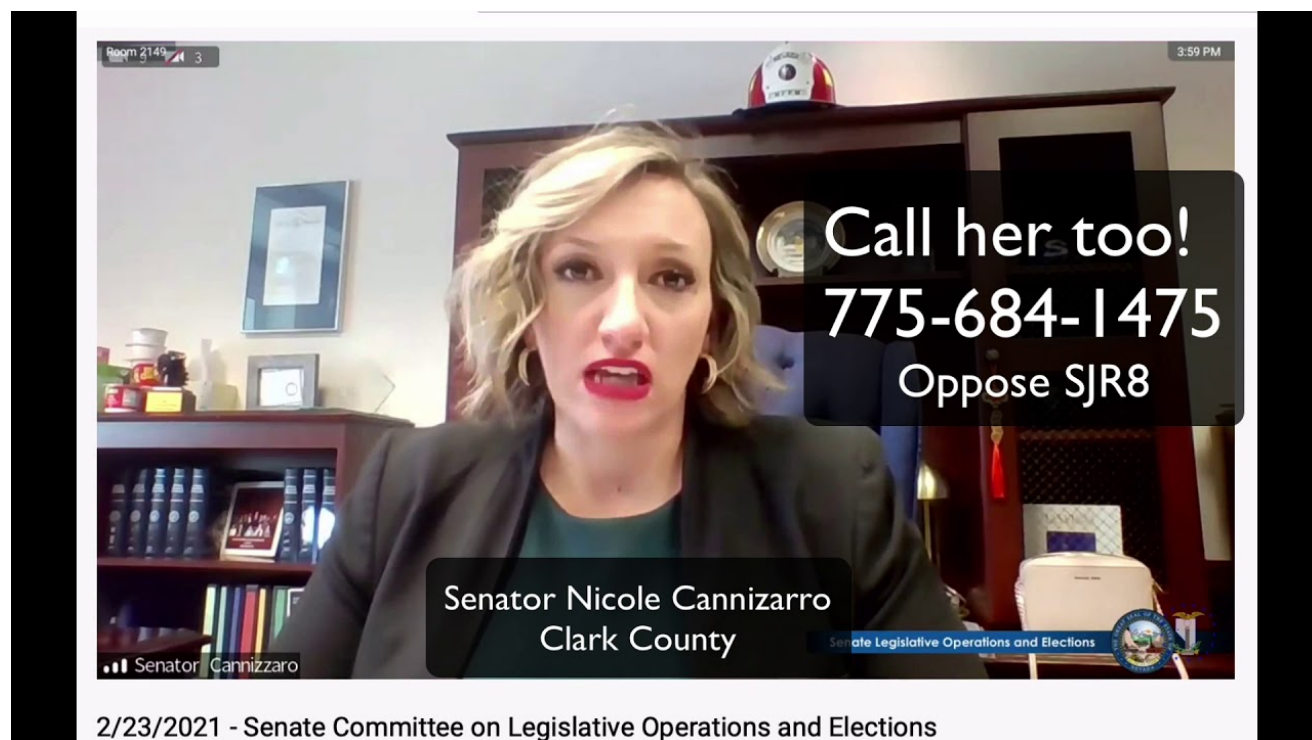 Room 2149
3
3:59 PM
Call her too!
775-684-1475
Oppose SJR8
Senator Nicole Cannizarro
Clark County
Senate Legislative Operations and Elections
Senator Cannizzaro
2/23/2021 - Senate Committee on Legislative Operations and Elections